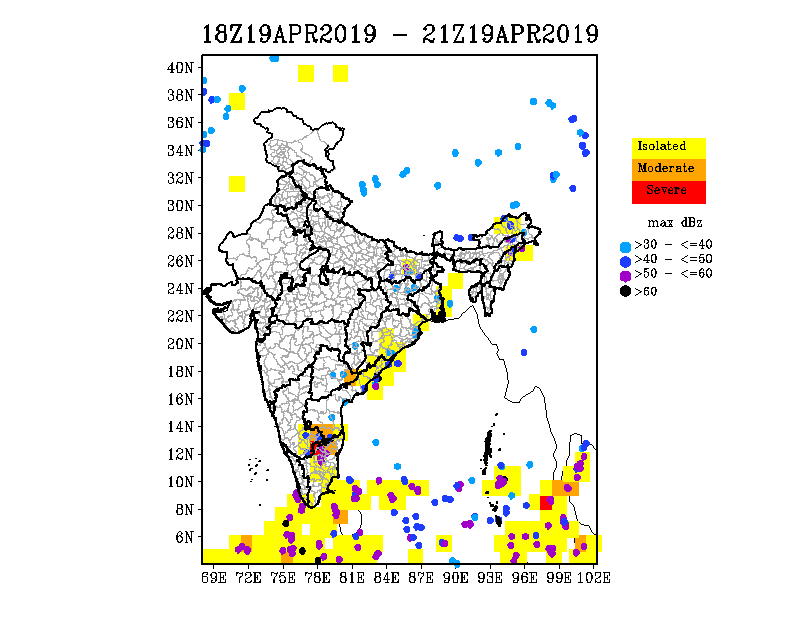 18Z19APR2019 - 21Z19APR2019
40N
38N
36N
34N
32N
30N
28N
26N
24N
22N
20N
18N
16N
14N
12N
10N
8N
6N
69E 72E 75E 78E 81E 84E 87E 90E 93E 96E 99E 102E
Isolated
Moderate
Severe
max dBz
>30 - <=40
>40 - <=50
>50 - <=60
>60